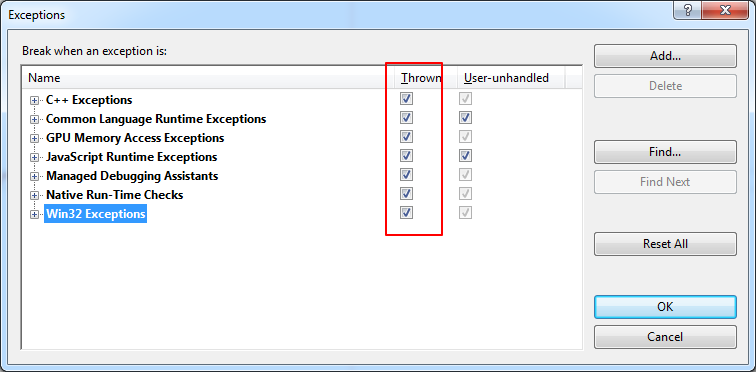 Exceptions
Break when an exception is:
Name Thrown User-unhandled
C++ Exceptions
Common Language Runtime Exceptions
GPU Memory Access Exceptions
JavaScript Runtime Exceptions
Managed Debugging Assistants
Native Run-Time Checks
Win32 Exceptions
Add...
Delete
Find...
Find Next
Reset All
OK
Cancel